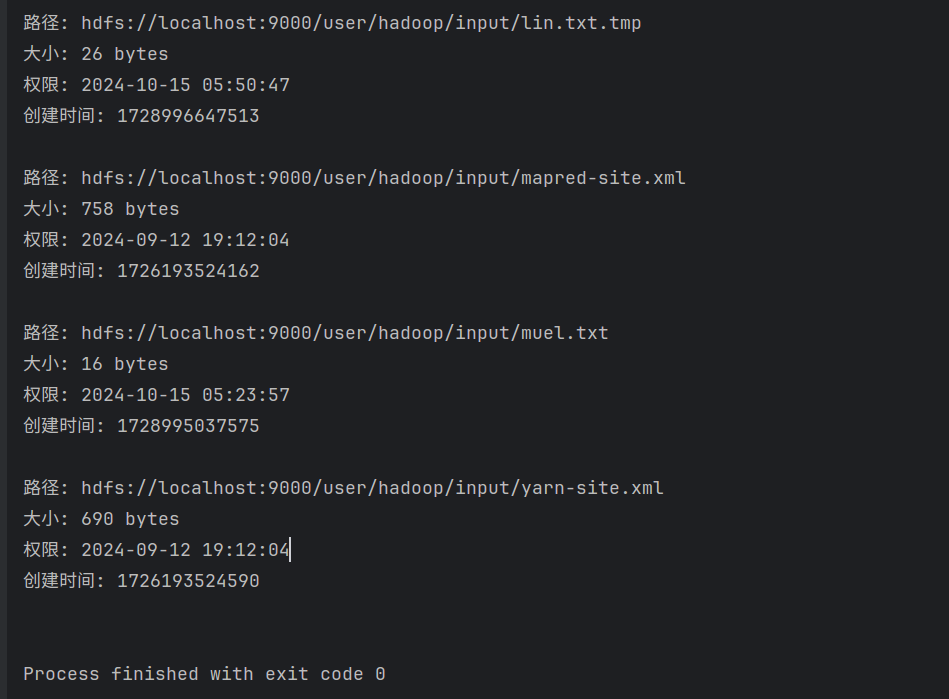 路径: hdfs://localhost:9000/user/hadoop/input/lin.txt.tmp
大小: 26 bytes
权限: 2024-10-15 05:50:47
创建时间: 1728996647513
路径: hdfs://localhost:9000/user/hadoop/input/mapred-site.xml
大小: 758 bytes
权限: 2024-09-12 19:12:04
创建时间: 1726193524162
路径: hdfs://localhost:9000/user/hadoop/input/muel.txt
大小: 16 bytes
权限: 2024-10-15 05:23:57
创建时间: 1728995037575
路径: hdfs://localhost:9000/user/hadoop/input/yarn-site.xml
大小: 690 bytes
权限: 2024-09-12 19:12:04
创建时间: 1726193524590
Process finished with exit code 0